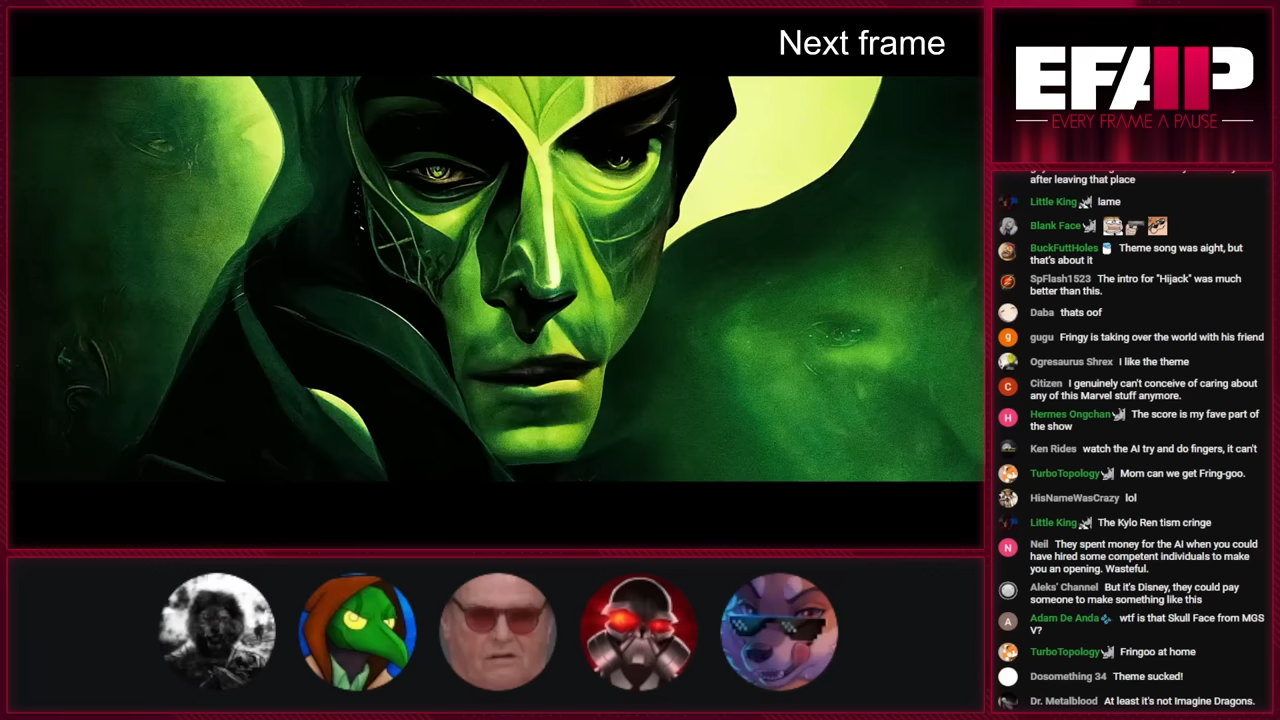 Next frame
EFAP
EVERY FRAME A PAUSE
after leaving that place
Little King lame
Blank Face
BuckFuttHoles Theme song was aight, but
that's about it
SpFlash1523 The intro for "Hijack" was much
better than this.
Daba thats oof
gugu Fringy is taking over the world with his friend
Ogresaurus Shrex I like the theme
Citizen I genuinely can't conceive of caring about
any of this Marvel stuff anymore.
Hermes Ongchan The score is my fave part of
the show
Ken Rides watch the AI try and do fingers, it can't
TurboTopology Mom can we get Fring-goo.
HisNameWasCrazy lol
Little King The Kylo Ren tism cringe
Neil They spent money for the AI when you could
have hired some competent individuals to make
you an opening. Wasteful.
Aleks' Channel But it's Disney, they could pay
someone to make something like this
Adam De Anda wtf is that Skull Face from MGS
V?
TurboTopology Fringoo at home
Dosomething 34 Theme sucked!
Dr. Metalblood At least it's not Imagine Dragons.